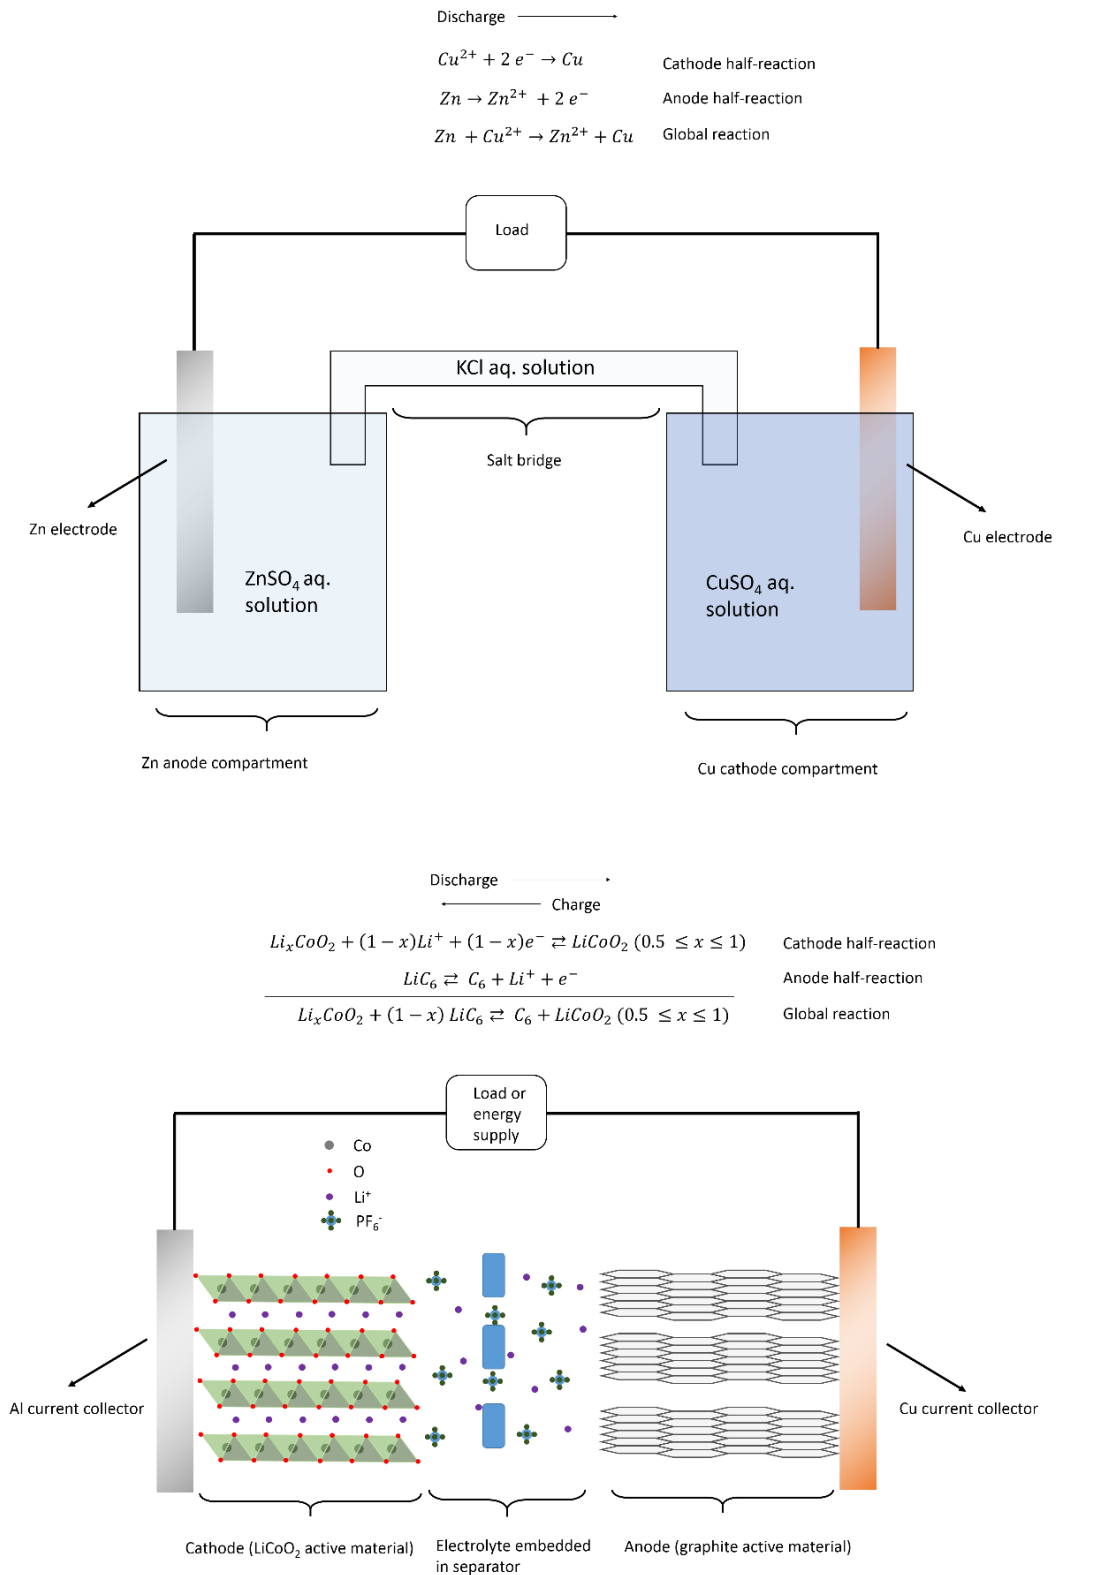 Discharge
Cu²⁺ + 2 e⁻ → Cu
Cathode half-reaction
Zn → Zn²⁺ + 2 e⁻
Anode half-reaction
Zn + Cu²⁺ → Zn²⁺ + Cu
Global reaction
Load
KCl aq. solution
Salt bridge
Zn electrode
Cu electrode
ZnSO₄ aq.
solution
CuSO₄ aq.
solution
Zn anode compartment
Cu cathode compartment
Discharge
Charge
LiₓCoO₂ + (1 − x)Li⁺ + (1 − x)e⁻ ⇄ LiCoO₂ (0.5 ≤ x ≤ 1)
Cathode half-reaction
LiC₆ ⇄ C₆ + Li⁺ + e⁻
Anode half-reaction
LiₓCoO₂ + (1 − x) LiC₆ ⇄ C₆ + LiCoO₂ (0.5 ≤ x ≤ 1)
Global reaction
Load or
energy
supply
Co
O
Li⁺
PF₆⁻
Al current collector
Cu current collector
Cathode (LiCoO₂ active material)
Electrolyte embedded
in separator
Anode (graphite active material)